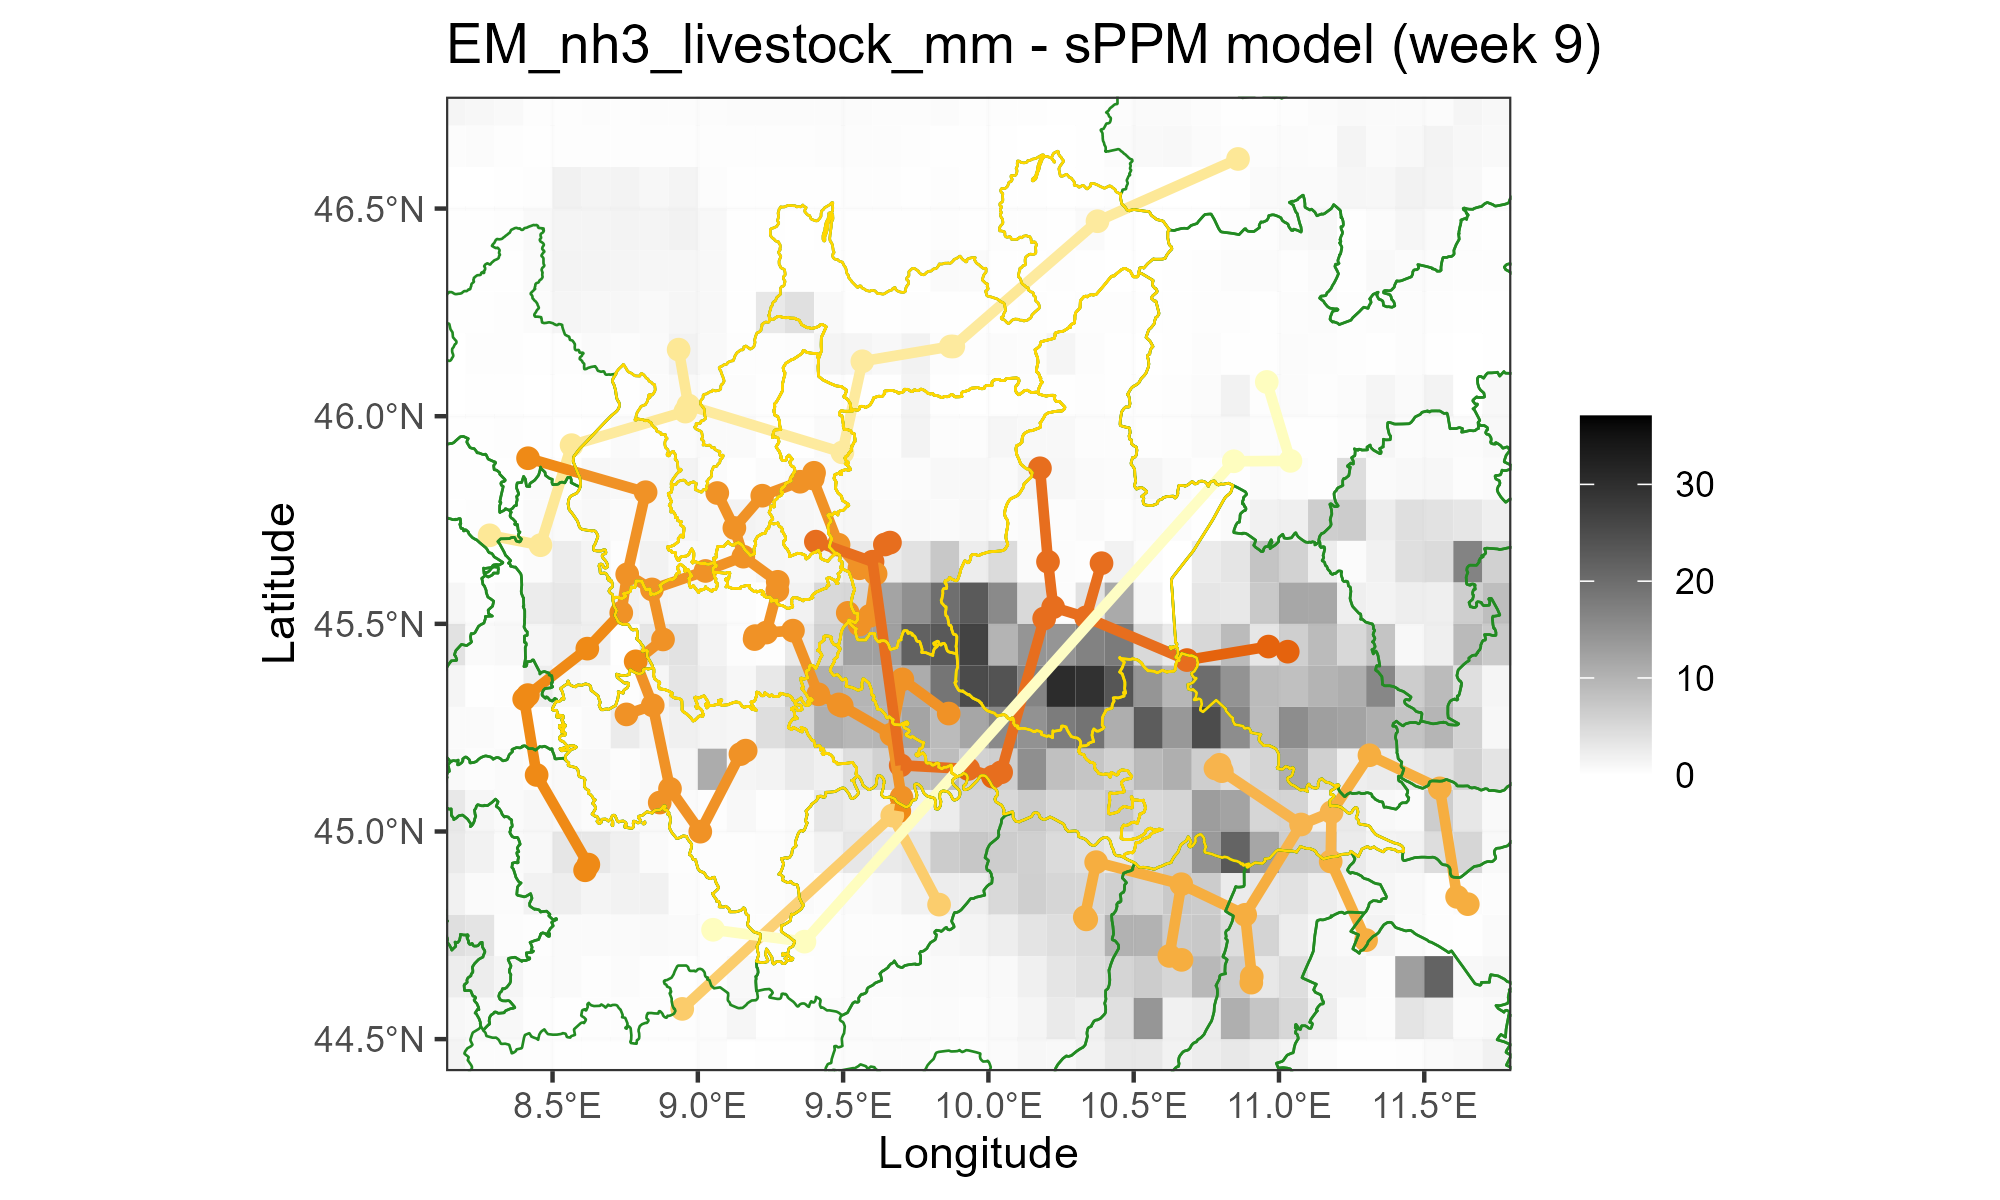 EM_nh3_livestock_mm - sPPM model (week 9)
46.5°N
46.0°N
45.5°N
45.0°N
44.5°N
Latitude
8.5°E
9.0°E
9.5°E
10.0°E
10.5°E
11.0°E
11.5°E
Longitude
30
20
10
0